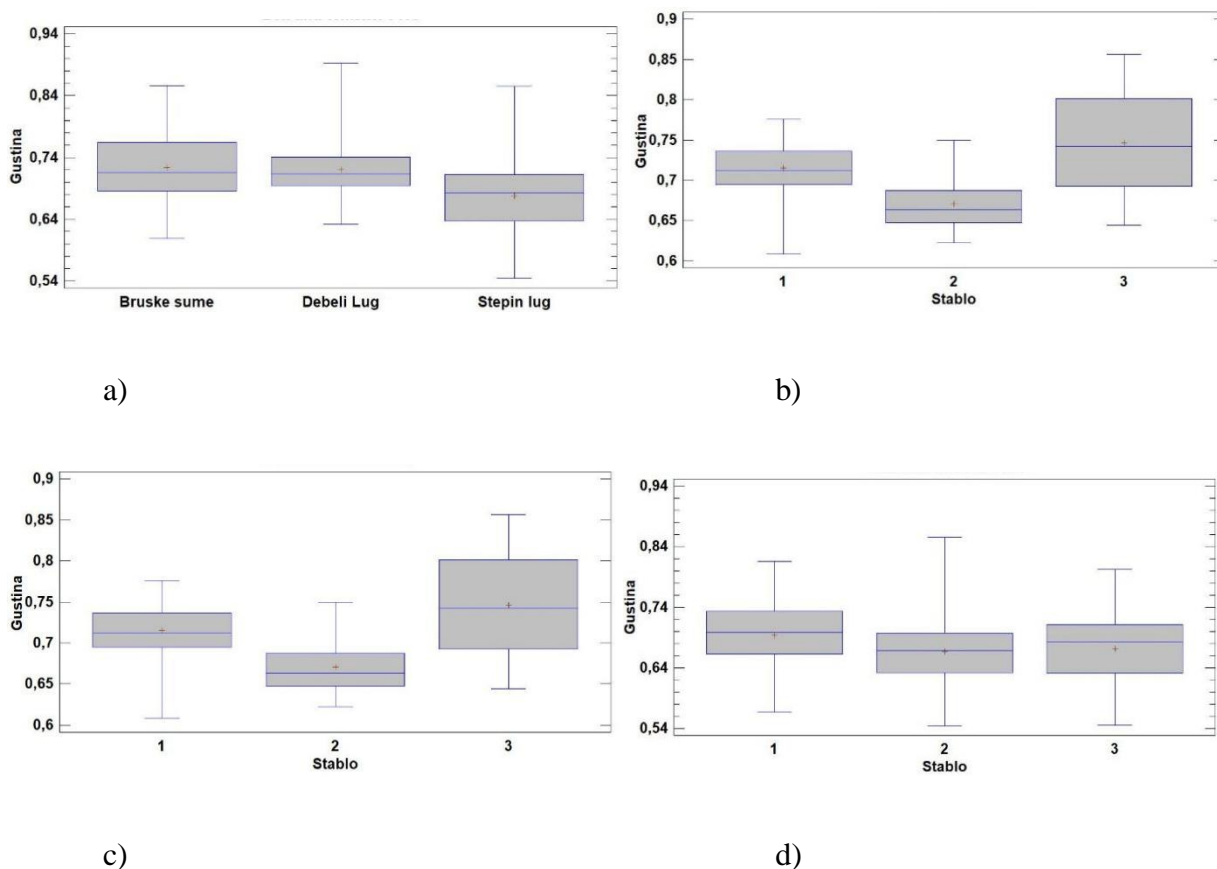 0,94
0,84
0,74
0,64
0,54
Gustina
Bruske sume Debeli Lug Stepin lug
a)
0,9
0,85
0,8
0,75
0,7
0,65
0,6
Gustina
1 2 3
Stablo
b)
0,9
0,85
0,8
0,75
0,7
0,65
0,6
Gustina
1 2 3
Stablo
c)
0,94
0,84
0,74
0,64
0,54
Gustina
1 2 3
Stablo
d)